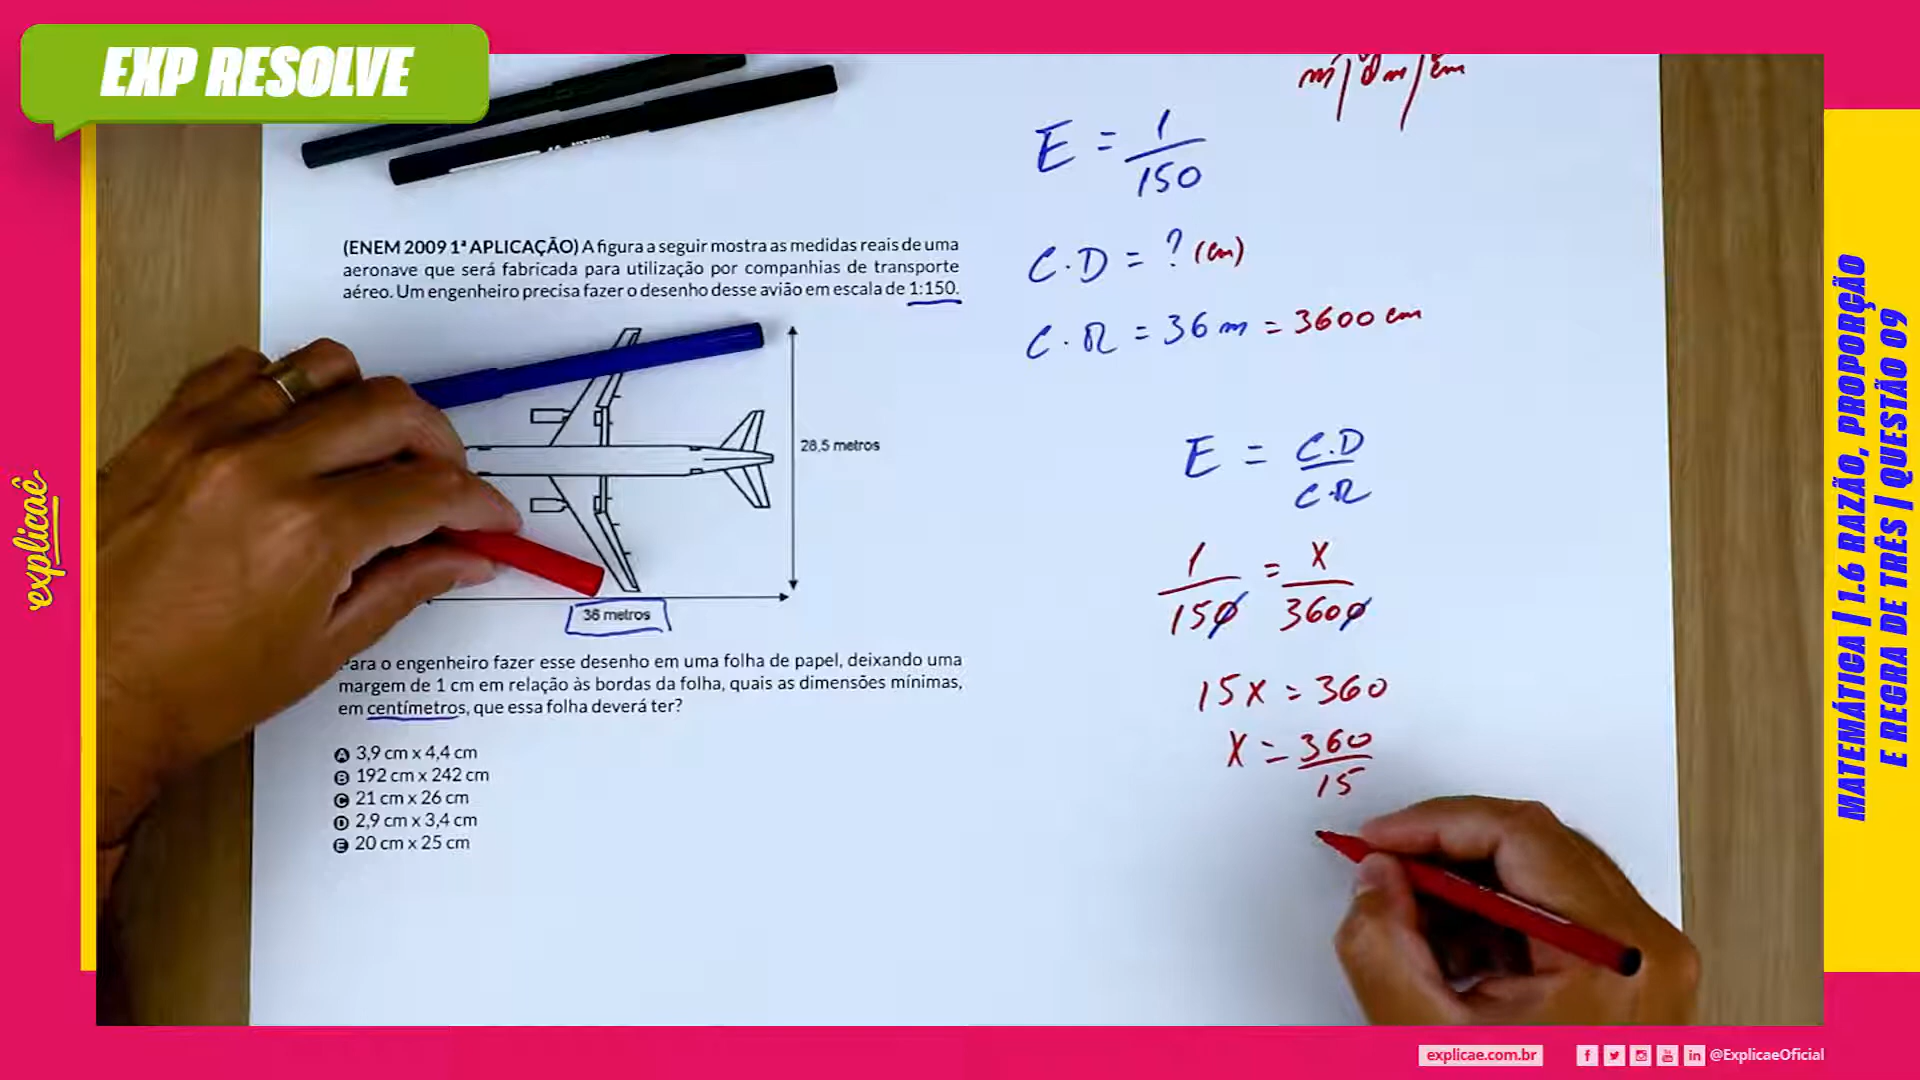 EXP RESOLVE
m/dm/cm
E = 1/150
C.D = ? (cm)
C.R = 36 m = 3600 cm
(ENEM 2009 1ª APLICAÇÃO) A figura a seguir mostra as medidas reais de uma
aeronave que será fabricada para utilização por companhias de transporte
aéreo. Um engenheiro precisa fazer o desenho desse avião em escala de 1:150.
28,5 metros
36 metros
E = C.D/C.R
1/150 = X/3600
15X = 360
X = 360/15
Para o engenheiro fazer esse desenho em uma folha de papel, deixando uma
margem de 1 cm em relação às bordas da folha, quais as dimensões mínimas,
em centímetros, que essa folha deverá ter?
A 3,9 cm x 4,4 cm
B 192 cm x 242 cm
C 21 cm x 26 cm
D 2,9 cm x 3,4 cm
E 20 cm x 25 cm
explicaê
MATEMÁTICA | 1.6 RAZÃO, PROPORÇÃO
E REGRA DE TRÊS | QUESTÃO 09
explicae.com.br
@ExplicaeOficial